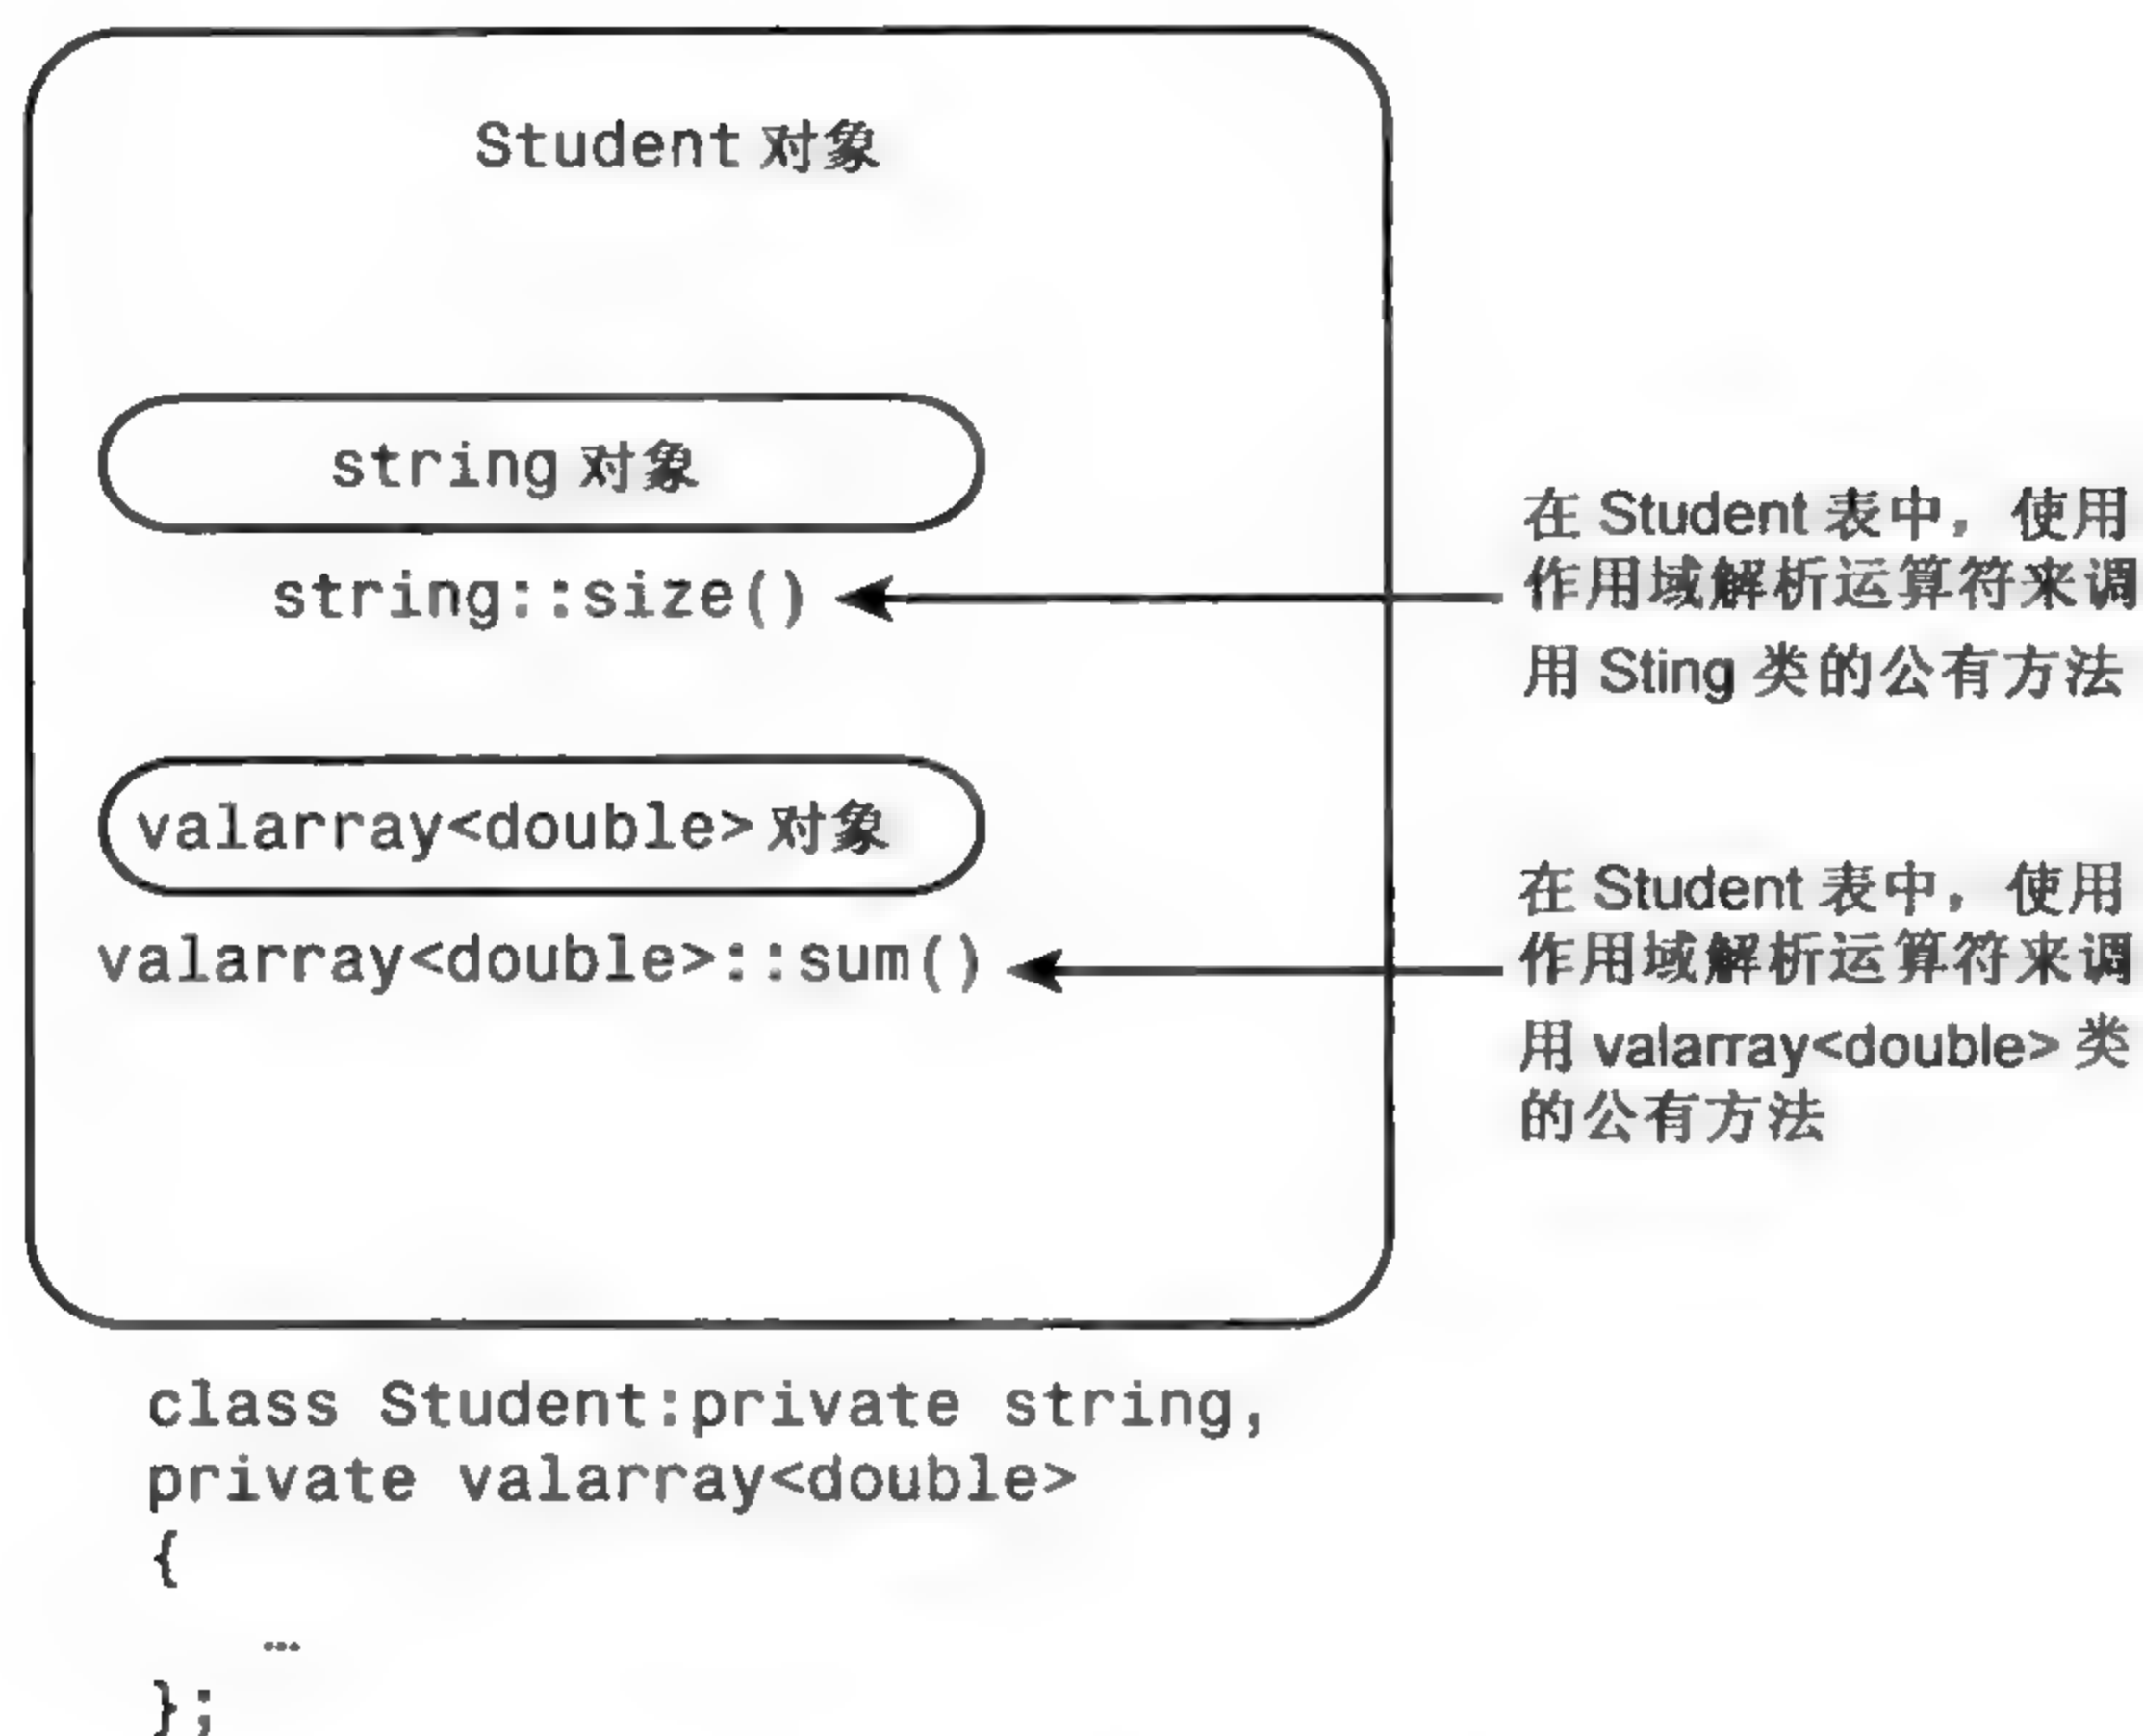 Student 对象
string 对象
string::size()
在 Student 表中，使用
作用域解析运算符来调
用 Sting 类的公有方法
valarray<double> 对象
valarray<double>::sum()
在 Student 表中，使用
作用域解析运算符来调
用 valarray<double> 类
的公有方法
class Student:private string,
private valarray<double>
{
…
};